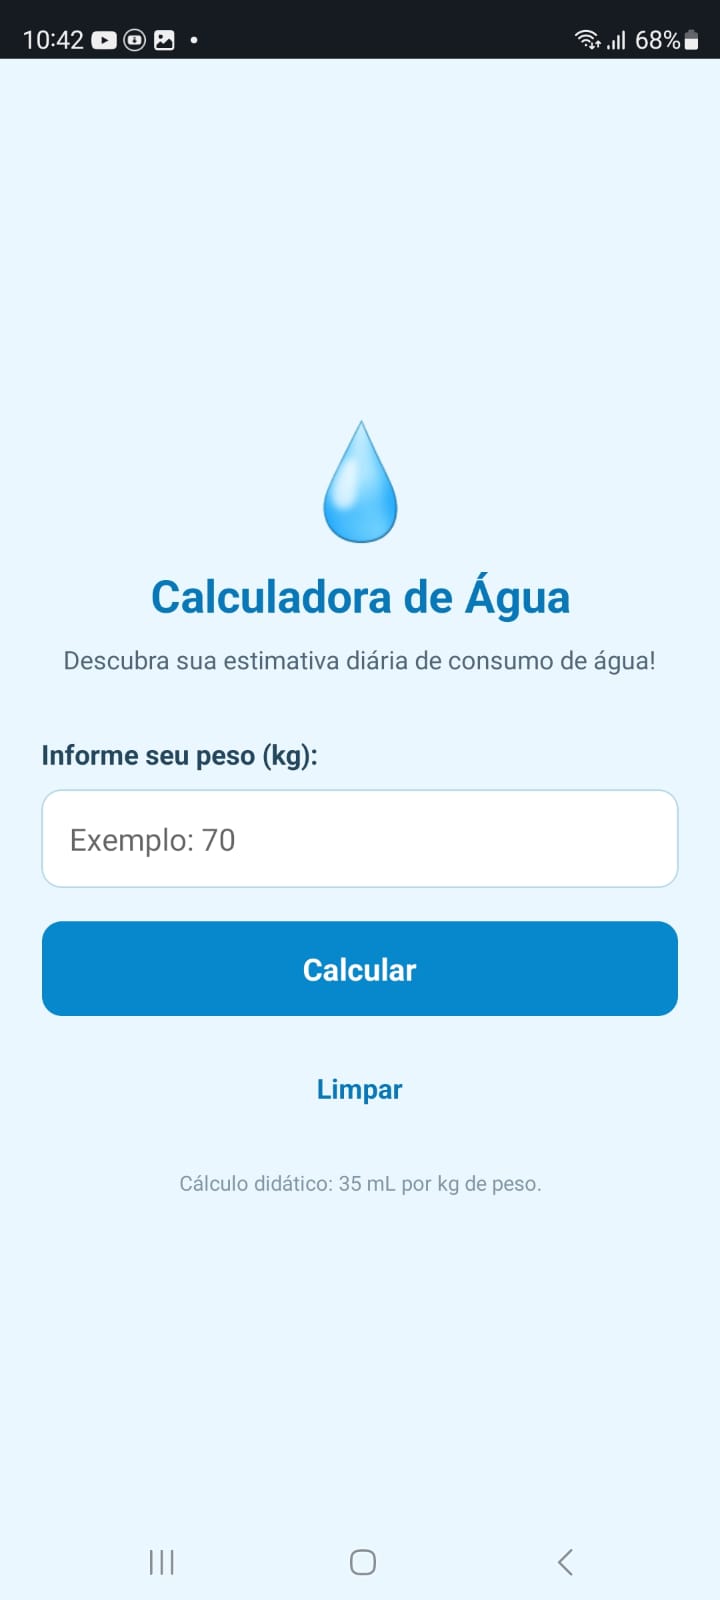 10:42 68%
Calculadora de Água
Descubra sua estimativa diária de consumo de água!
Informe seu peso (kg):
Exemplo: 70
Calcular
Limpar
Cálculo didático: 35 mL por kg de peso.